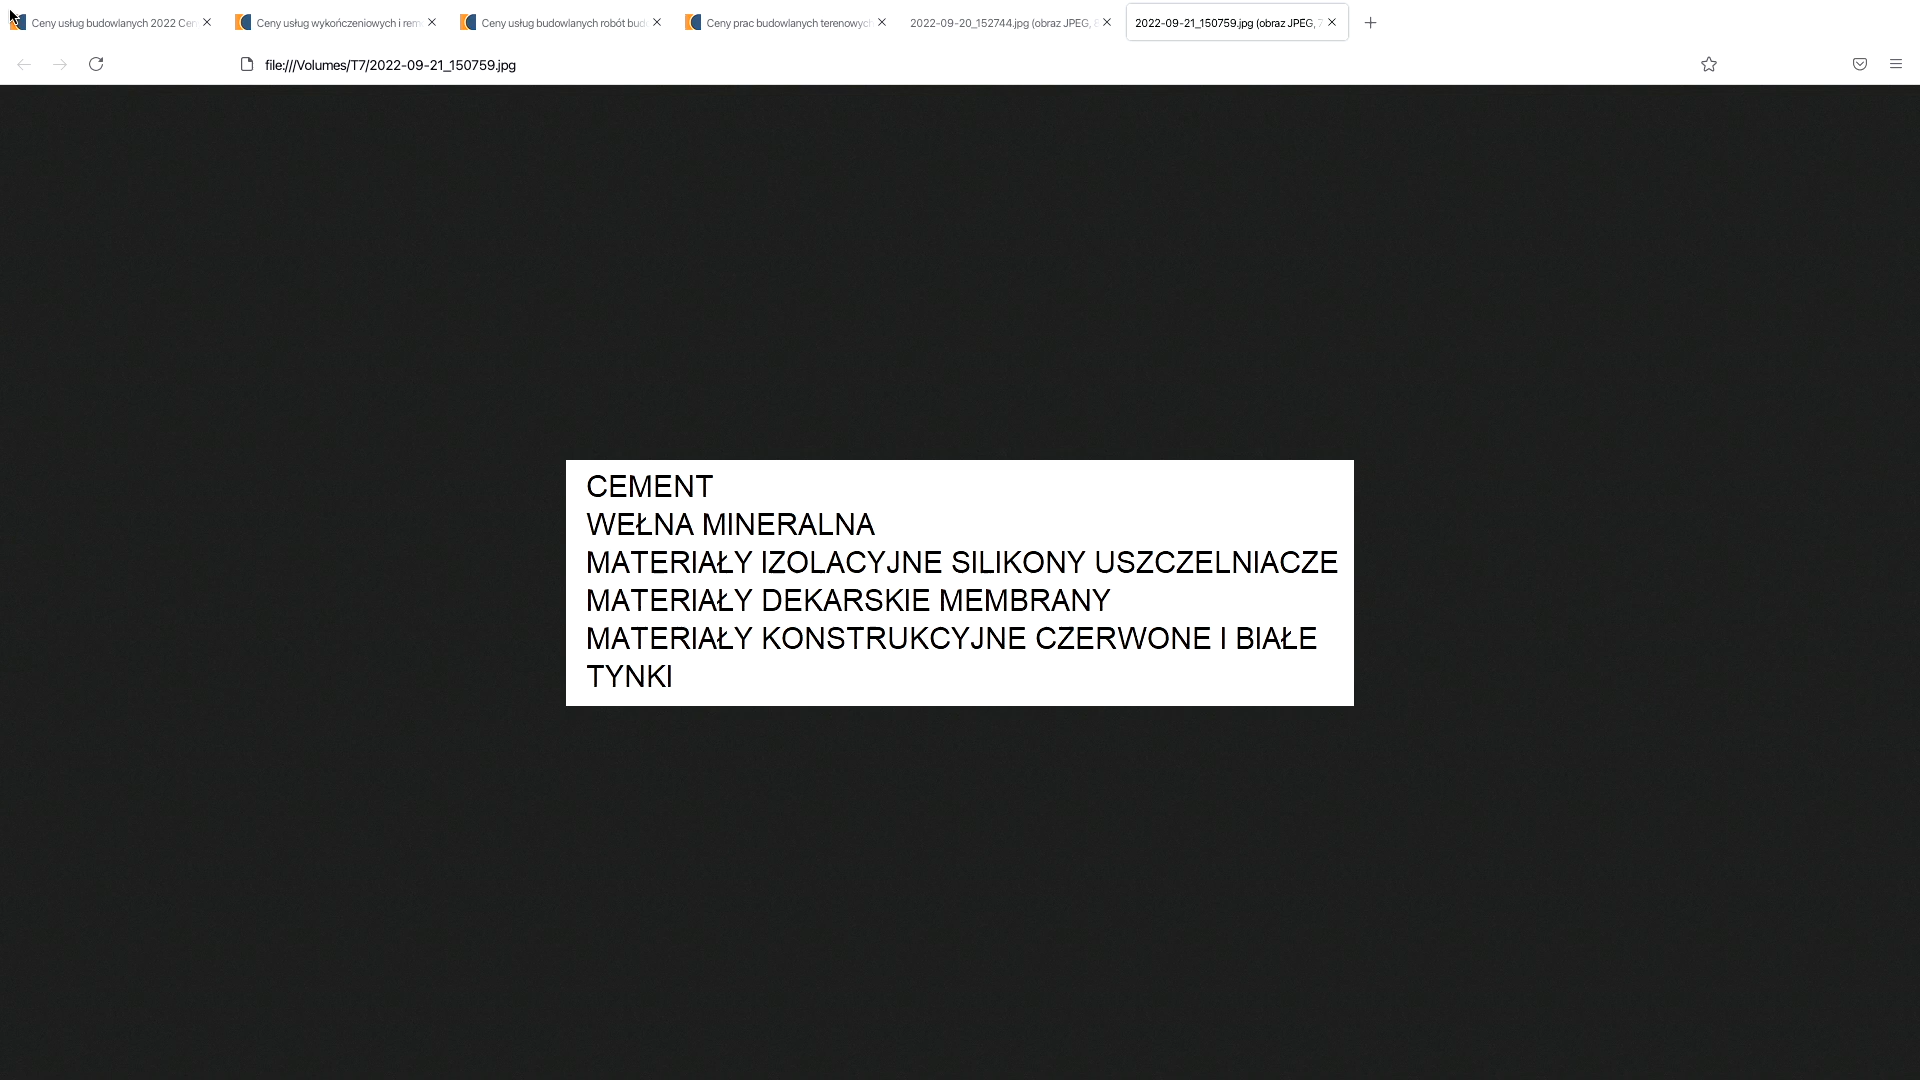 Ceny usług budowlanych 2022 Cen
Ceny usług wykończeniowych i rem
Ceny usług budowlanych robót bud
Ceny prac budowlanych terenowych
2022-09-20_152744.jpg (obraz JPEG,
2022-09-21_150759.jpg (obraz JPEG,
file:///Volumes/T7/2022-09-21_150759.jpg
CEMENT
WEŁNA MINERALNA
MATERIAŁY IZOLACYJNE SILIKONY USZCZELNIACZE
MATERIAŁY DEKARSKIE MEMBRANY
MATERIAŁY KONSTRUKCYJNE CZERWONE I BIAŁE
TYNKI